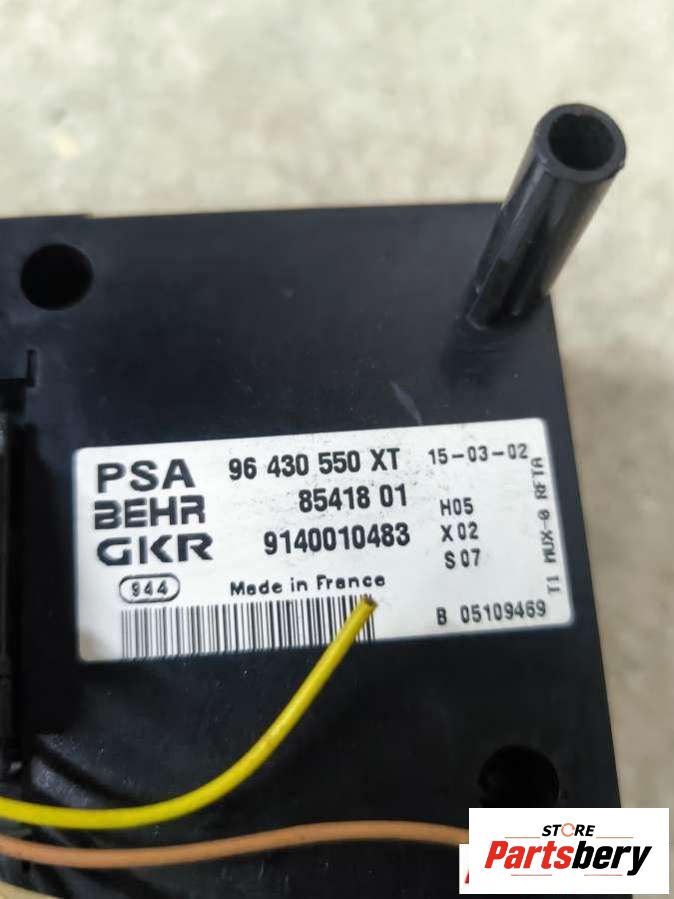 PSA 96 430 550 XT 15-03-02
BEHR 85418 01 H05
GKR 9140010483 X02
S07
944 Made in France
B 05109469
T1 MUX-0 RFTA
STORE
Partsbery